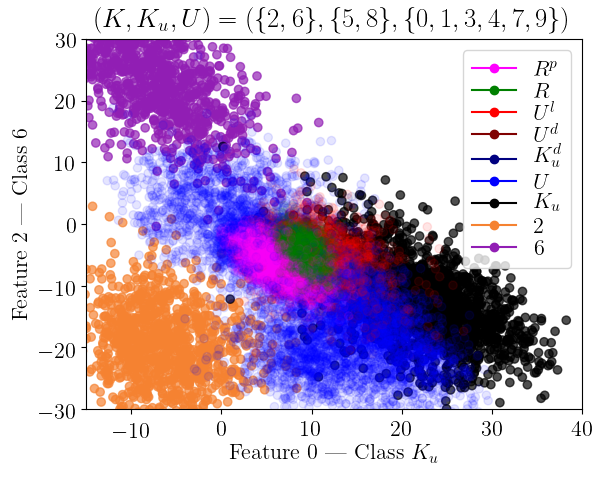 (K, K_u, U) = ({2, 6}, {5, 8}, {0, 1, 3, 4, 7, 9})
30
20
10
0
−10
−20
−30
Feature 2 — Class 6
R^p
R
U^l
U^d
K_u^d
U
K_u
2
6
−10
0
10
20
30
40
Feature 0 — Class K_u